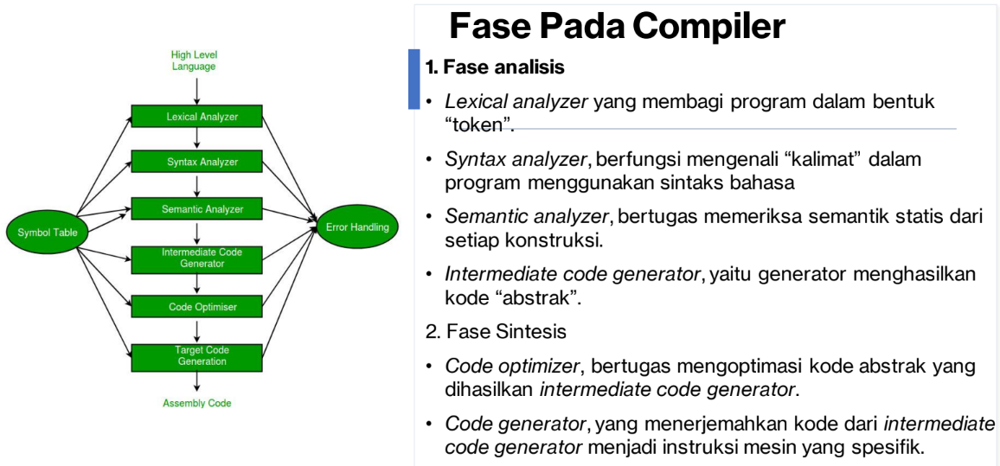 High Level
Language
Lexical Analyzer
Syntax Analyzer
Semantic Analyzer
Symbol Table
Error Handling
Intermediate Code
Generator
Code Optimiser
Target Code
Generation
Assembly Code
Fase Pada Compiler
1. Fase analisis
• Lexical analyzer yang membagi program dalam bentuk
“token”.
• Syntax analyzer, berfungsi mengenali “kalimat” dalam
program menggunakan sintaks bahasa
• Semantic analyzer, bertugas memeriksa semantik statis dari
setiap konstruksi.
• Intermediate code generator, yaitu generator menghasilkan
kode “abstrak”.
2. Fase Sintesis
• Code optimizer, bertugas mengoptimasi kode abstrak yang
dihasilkan intermediate code generator.
• Code generator, yang menerjemahkan kode dari intermediate
code generator menjadi instruksi mesin yang spesifik.